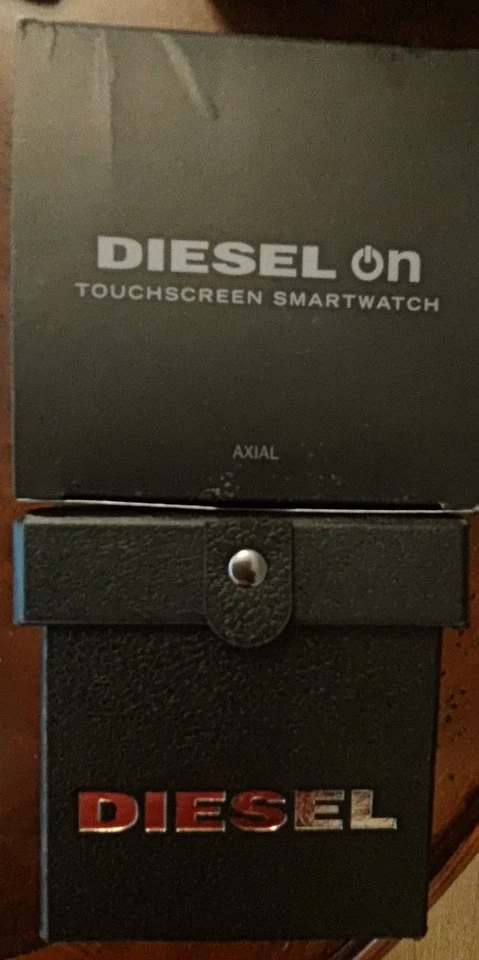 DIESEL On
TOUCHSCREEN SMARTWATCH
AXIAL
DIESEL